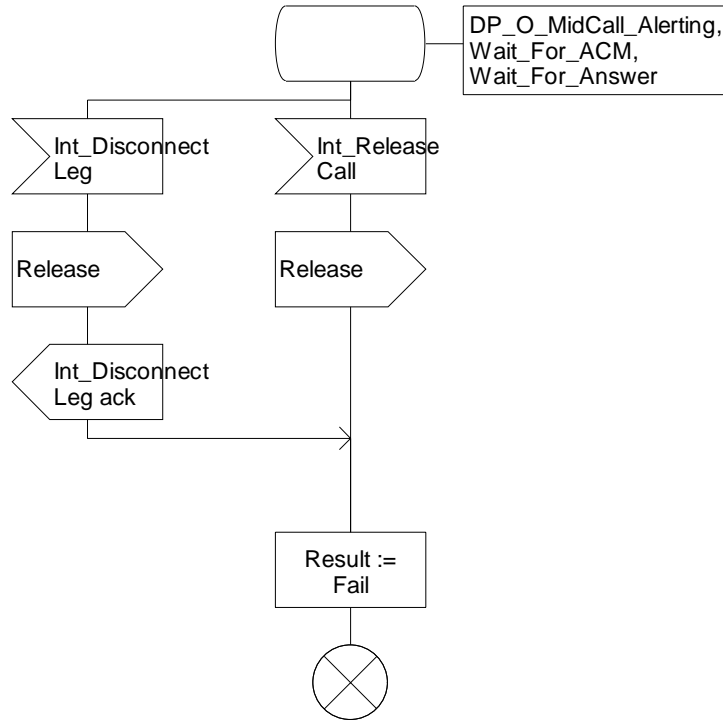 DP_O_MidCall_Alerting,
Wait_For_ACM,
Wait_For_Answer
Int_Disconnect
Leg
Int_Release
Call
Release
Release
Int_Disconnect
Leg ack
Result :=
Fail